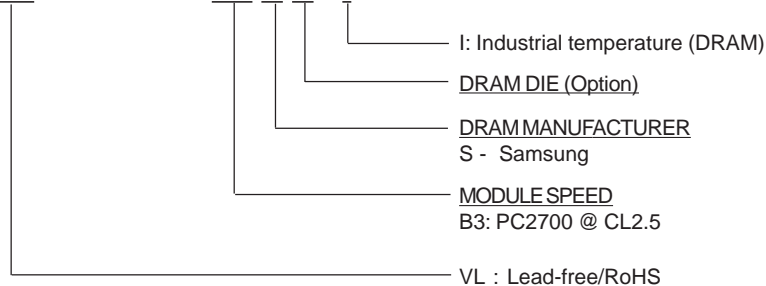 I: Industrial temperature (DRAM)
DRAM DIE (Option)
DRAM MANUFACTURER
S - Samsung
MODULE SPEED
B3: PC2700 @ CL2.5
VL : Lead-free/RoHS